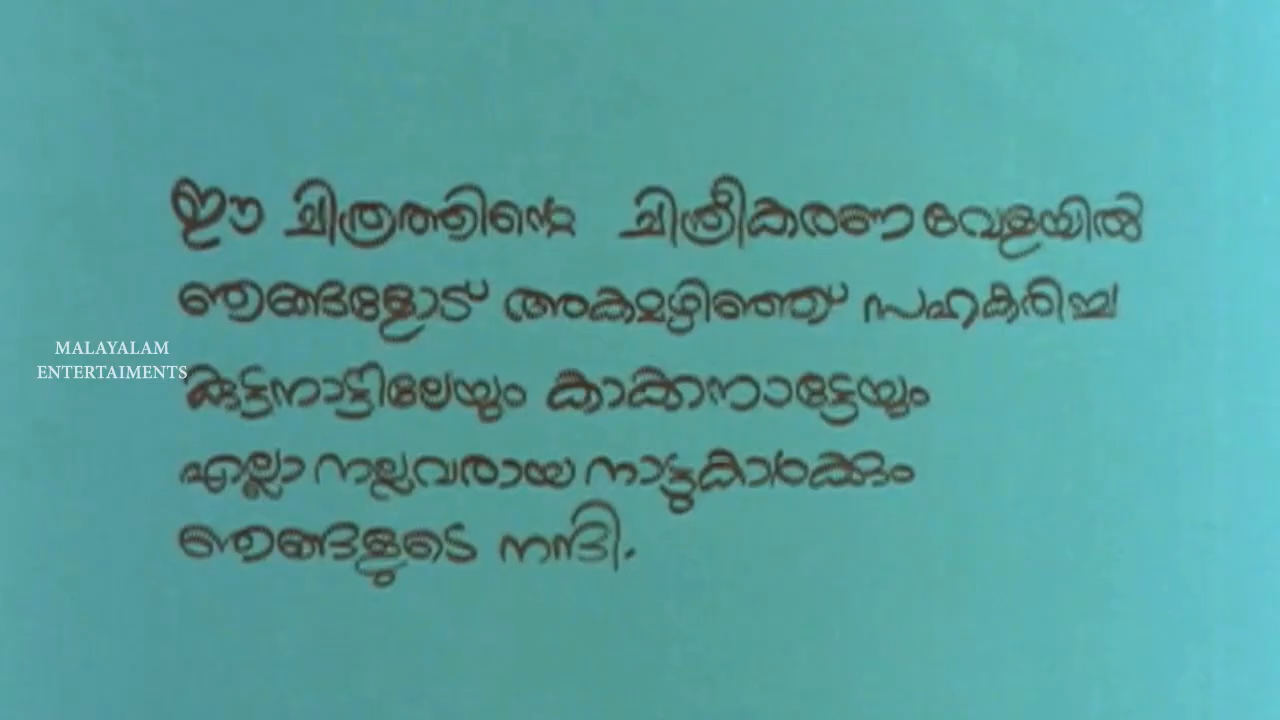 ഈ ചിത്രത്തിന്റെ ചിത്രീകരണ വേളയിൽ
ഞങ്ങളോട് അകമഴിഞ്ഞ് സഹകരിച്ച
MALAYALAM
ENTERTAIMENTS
കുട്ടനാട്ടിലേയും കാക്കനാട്ടേയും
എല്ലാ നല്ലവരായ നാട്ടുകാർക്കും
ഞങ്ങളുടെ നന്ദി.